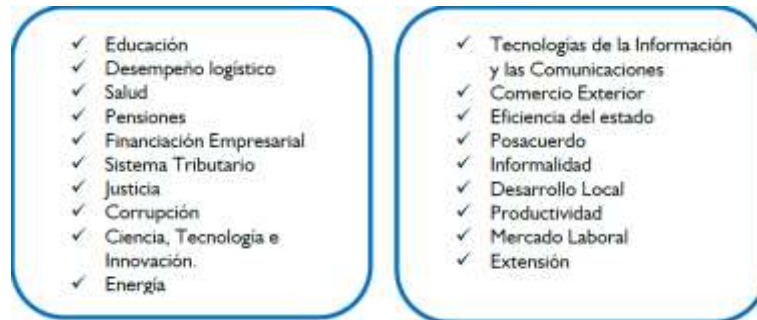 ✓ Educación
✓ Desempeño logístico
✓ Salud
✓ Pensiones
✓ Financiación Empresarial
✓ Sistema Tributario
✓ Justicia
✓ Corrupción
✓ Ciencia, Tecnología e
Innovación.
✓ Energía
✓ Tecnologías de la Información
y las Comunicaciones
✓ Comercio Exterior
✓ Eficiencia del estado
✓ Posacuerdo
✓ Informalidad
✓ Desarrollo Local
✓ Productividad
✓ Mercado Laboral
✓ Extensión